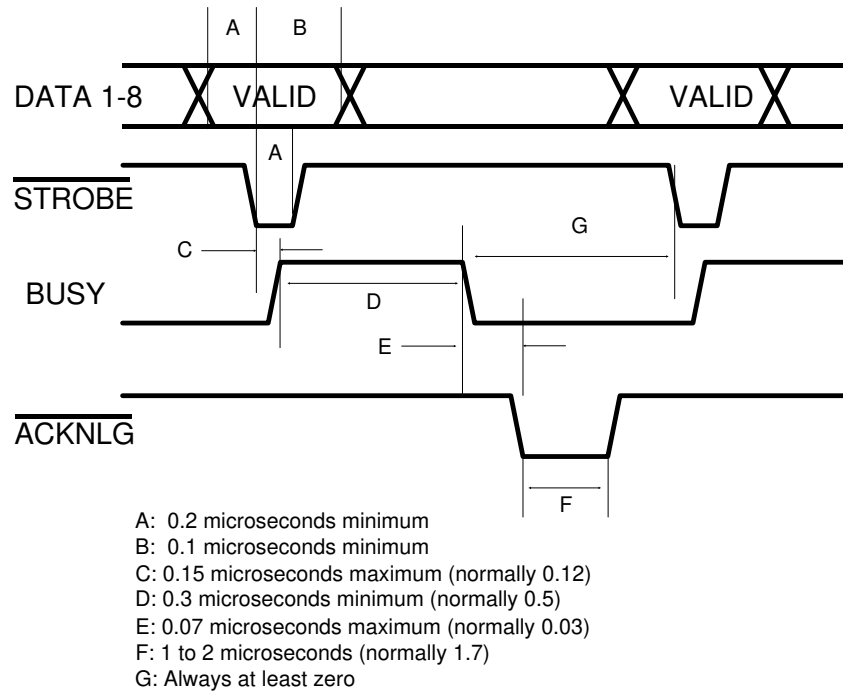 A B
DATA 1-8 VALID VALID
A
STROBE
G
C
BUSY
D
E
ACKNLG
F
A: 0.2 microseconds minimum
B: 0.1 microseconds minimum
C: 0.15 microseconds maximum (normally 0.12)
D: 0.3 microseconds minimum (normally 0.5)
E: 0.07 microseconds maximum (normally 0.03)
F: 1 to 2 microseconds (normally 1.7)
G: Always at least zero